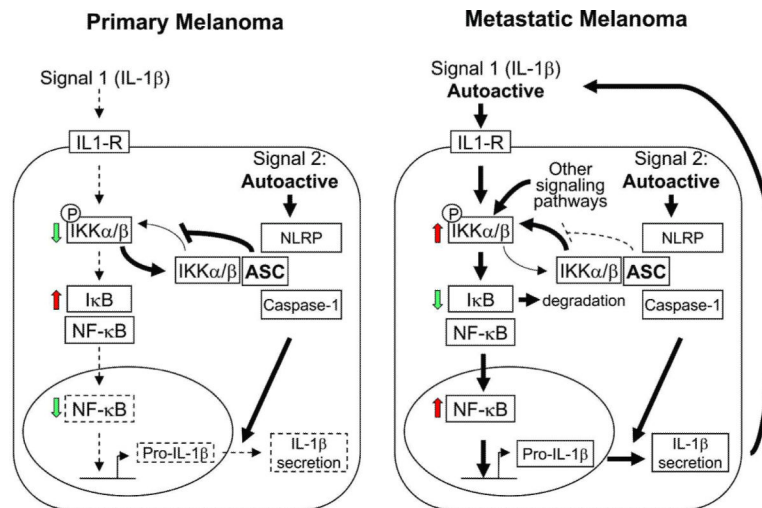 Primary Melanoma
Signal 1 (IL-1β)
IL1-R
Signal 2:
Autoactive
P
IKKα/β
NLRP
IKKα/β
ASC
IκB
Caspase-1
NF-κB
NF-κB
Pro-IL-1β
IL-1β
secretion
Metastatic Melanoma
Signal 1 (IL-1β)
Autoactive
IL1-R
Other
signaling
pathways
Signal 2:
Autoactive
P
IKKα/β
NLRP
IKKα/β
ASC
IκB
degradation
Caspase-1
NF-κB
NF-κB
Pro-IL-1β
IL-1β
secretion